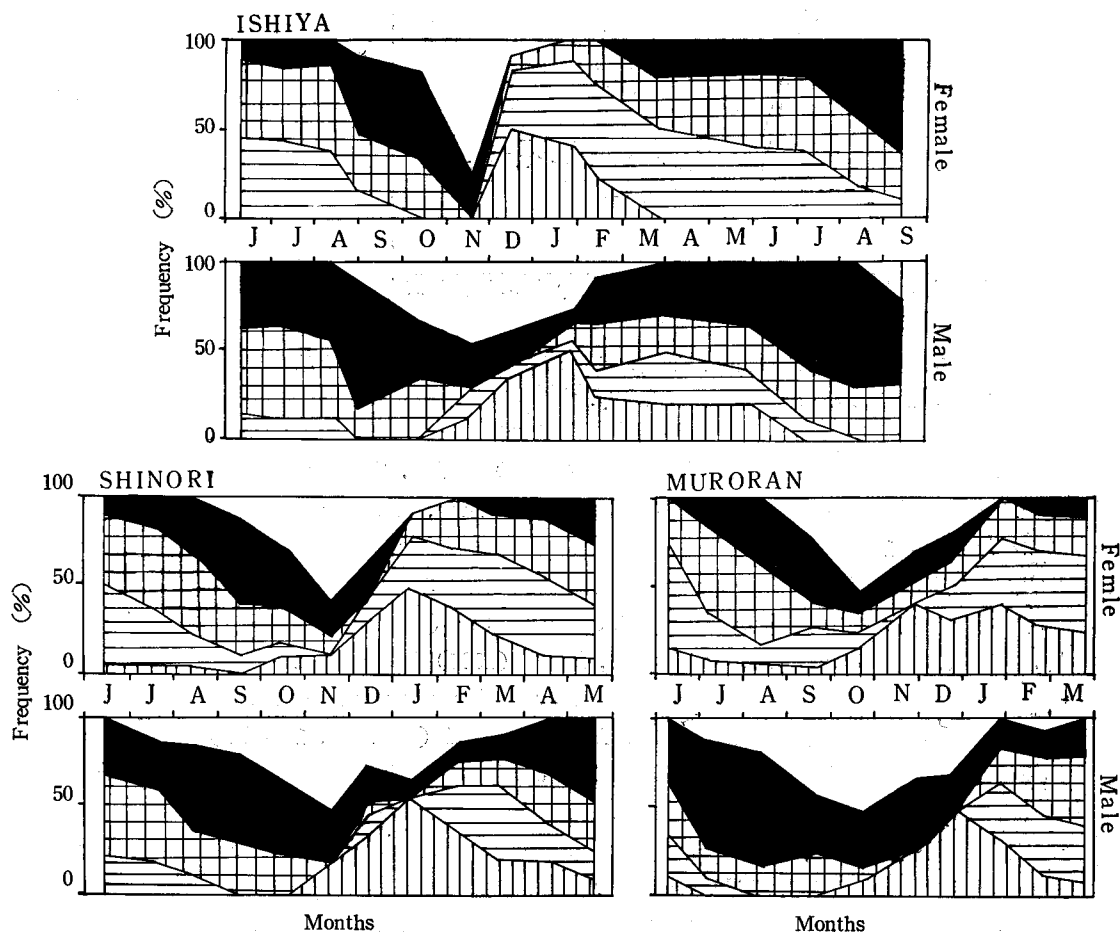 ISHIYA
100
50
0
Female
J J A S O N D J F M A M J J A S
Frequency (%)
100
50
0
Male
SHINORI
MURORAN
100
50
0
Femle
J J A S O N D J F M A M
J J A S O N D J F M
Frequency (%)
100
50
0
Male
Months
Months